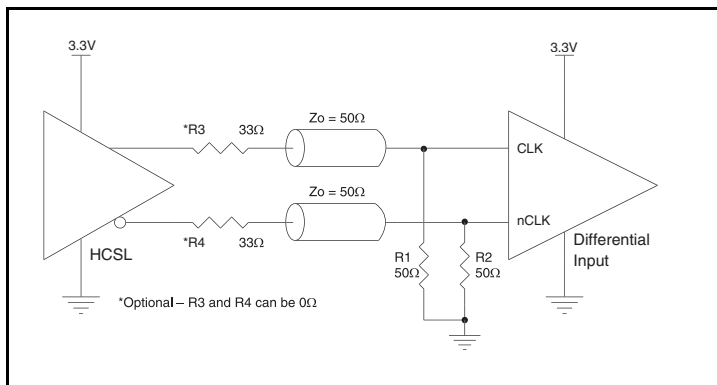 3.3V
3.3V
*R3 33Ω
Zo = 50Ω
CLK
Zo = 50Ω
nCLK
*R4 33Ω
HCSL
R1
50Ω
R2
50Ω
Differential
Input
*Optional – R3 and R4 can be 0Ω